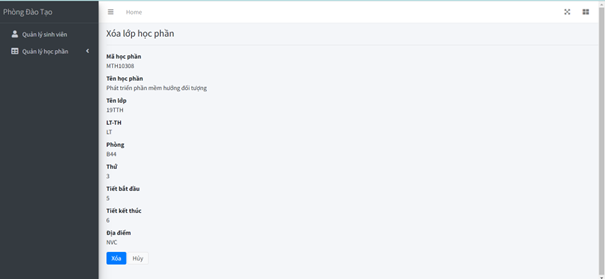 Phòng Đào Tạo
Home
Quản lý sinh viên
Quản lý học phần
Xóa lớp học phần
Mã học phần
MTH10308
Tên học phần
Phát triển phần mềm hướng đối tượng
Tên lớp
19TTH
LT-TH
LT
Phòng
B44
Thứ
3
Tiết bắt đầu
5
Tiết kết thúc
6
Địa điểm
NVC
Xóa Hủy